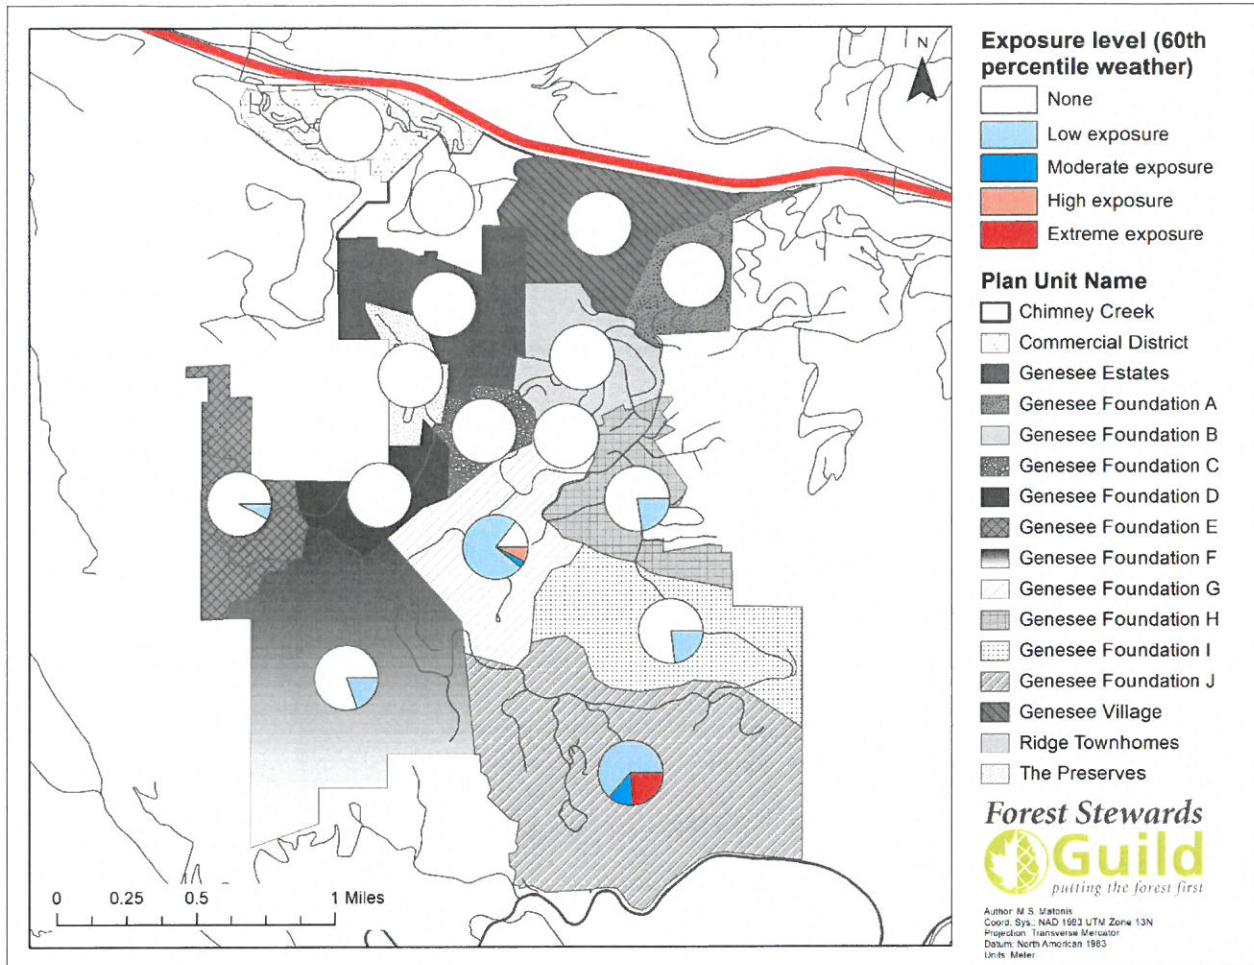 N
0
0.25
0.5
1 Miles
Exposure level (60th
percentile weather)
None
Low exposure
Moderate exposure
High exposure
Extreme exposure
Plan Unit Name
Chimney Creek
Commercial District
Genesee Estates
Genesee Foundation A
Genesee Foundation B
Genesee Foundation C
Genesee Foundation D
Genesee Foundation E
Genesee Foundation F
Genesee Foundation G
Genesee Foundation H
Genesee Foundation I
Genesee Foundation J
Genesee Village
Ridge Townhomes
The Preserves
Forest Stewards
Guild
putting the forest first
Author: M.S. Matonis
Coord. Sys.: NAD 1983 UTM Zone 13N
Projection: Transverse Mercator
Datum: North American 1983
Units: Meter